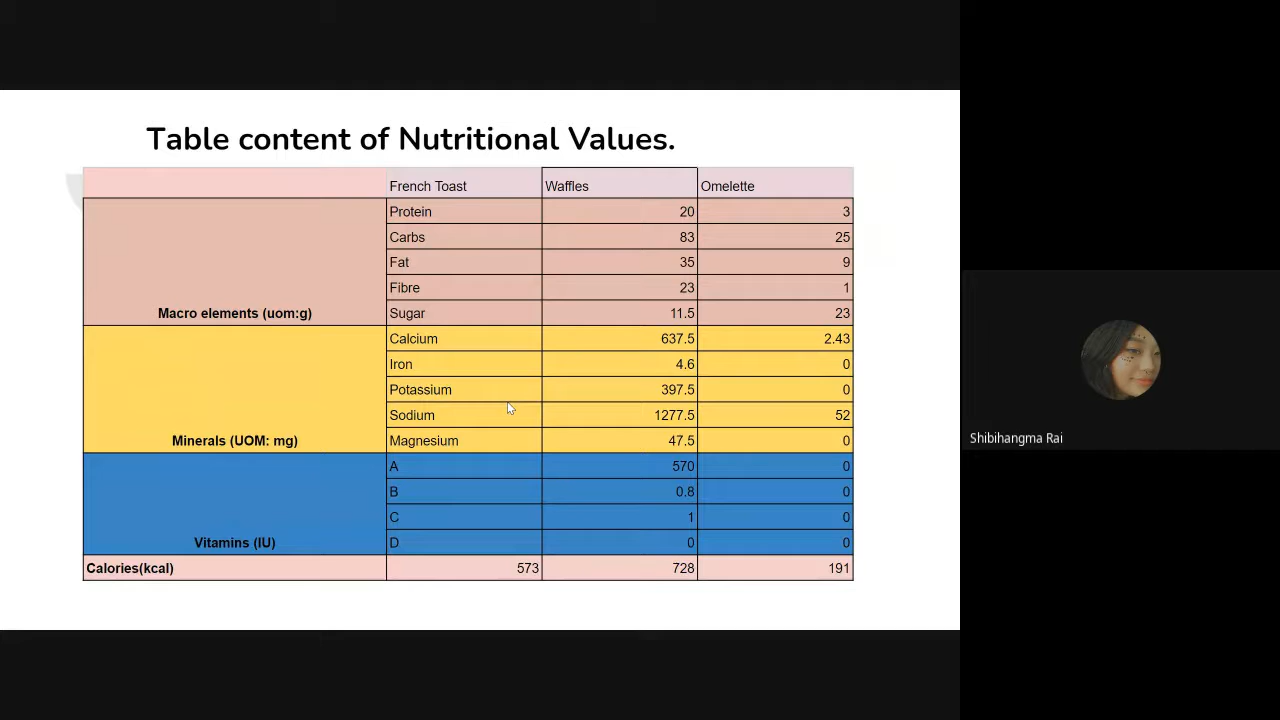 Table content of Nutritional Values.
French Toast Waffles Omelette
Protein 20 3
Carbs 83 25
Fat 35 9
Fibre 23 1
Macro elements (uom:g) Sugar 11.5 23
Calcium 637.5 2.43
Iron 4.6 0
Potassium 397.5 0
Sodium 1277.5 52
Minerals (UOM: mg) Magnesium 47.5 0
A 570 0
B 0.8 0
C 1 0
Vitamins (IU) D 0 0
Calories(kcal) 573 728 191
Shibihangma Rai